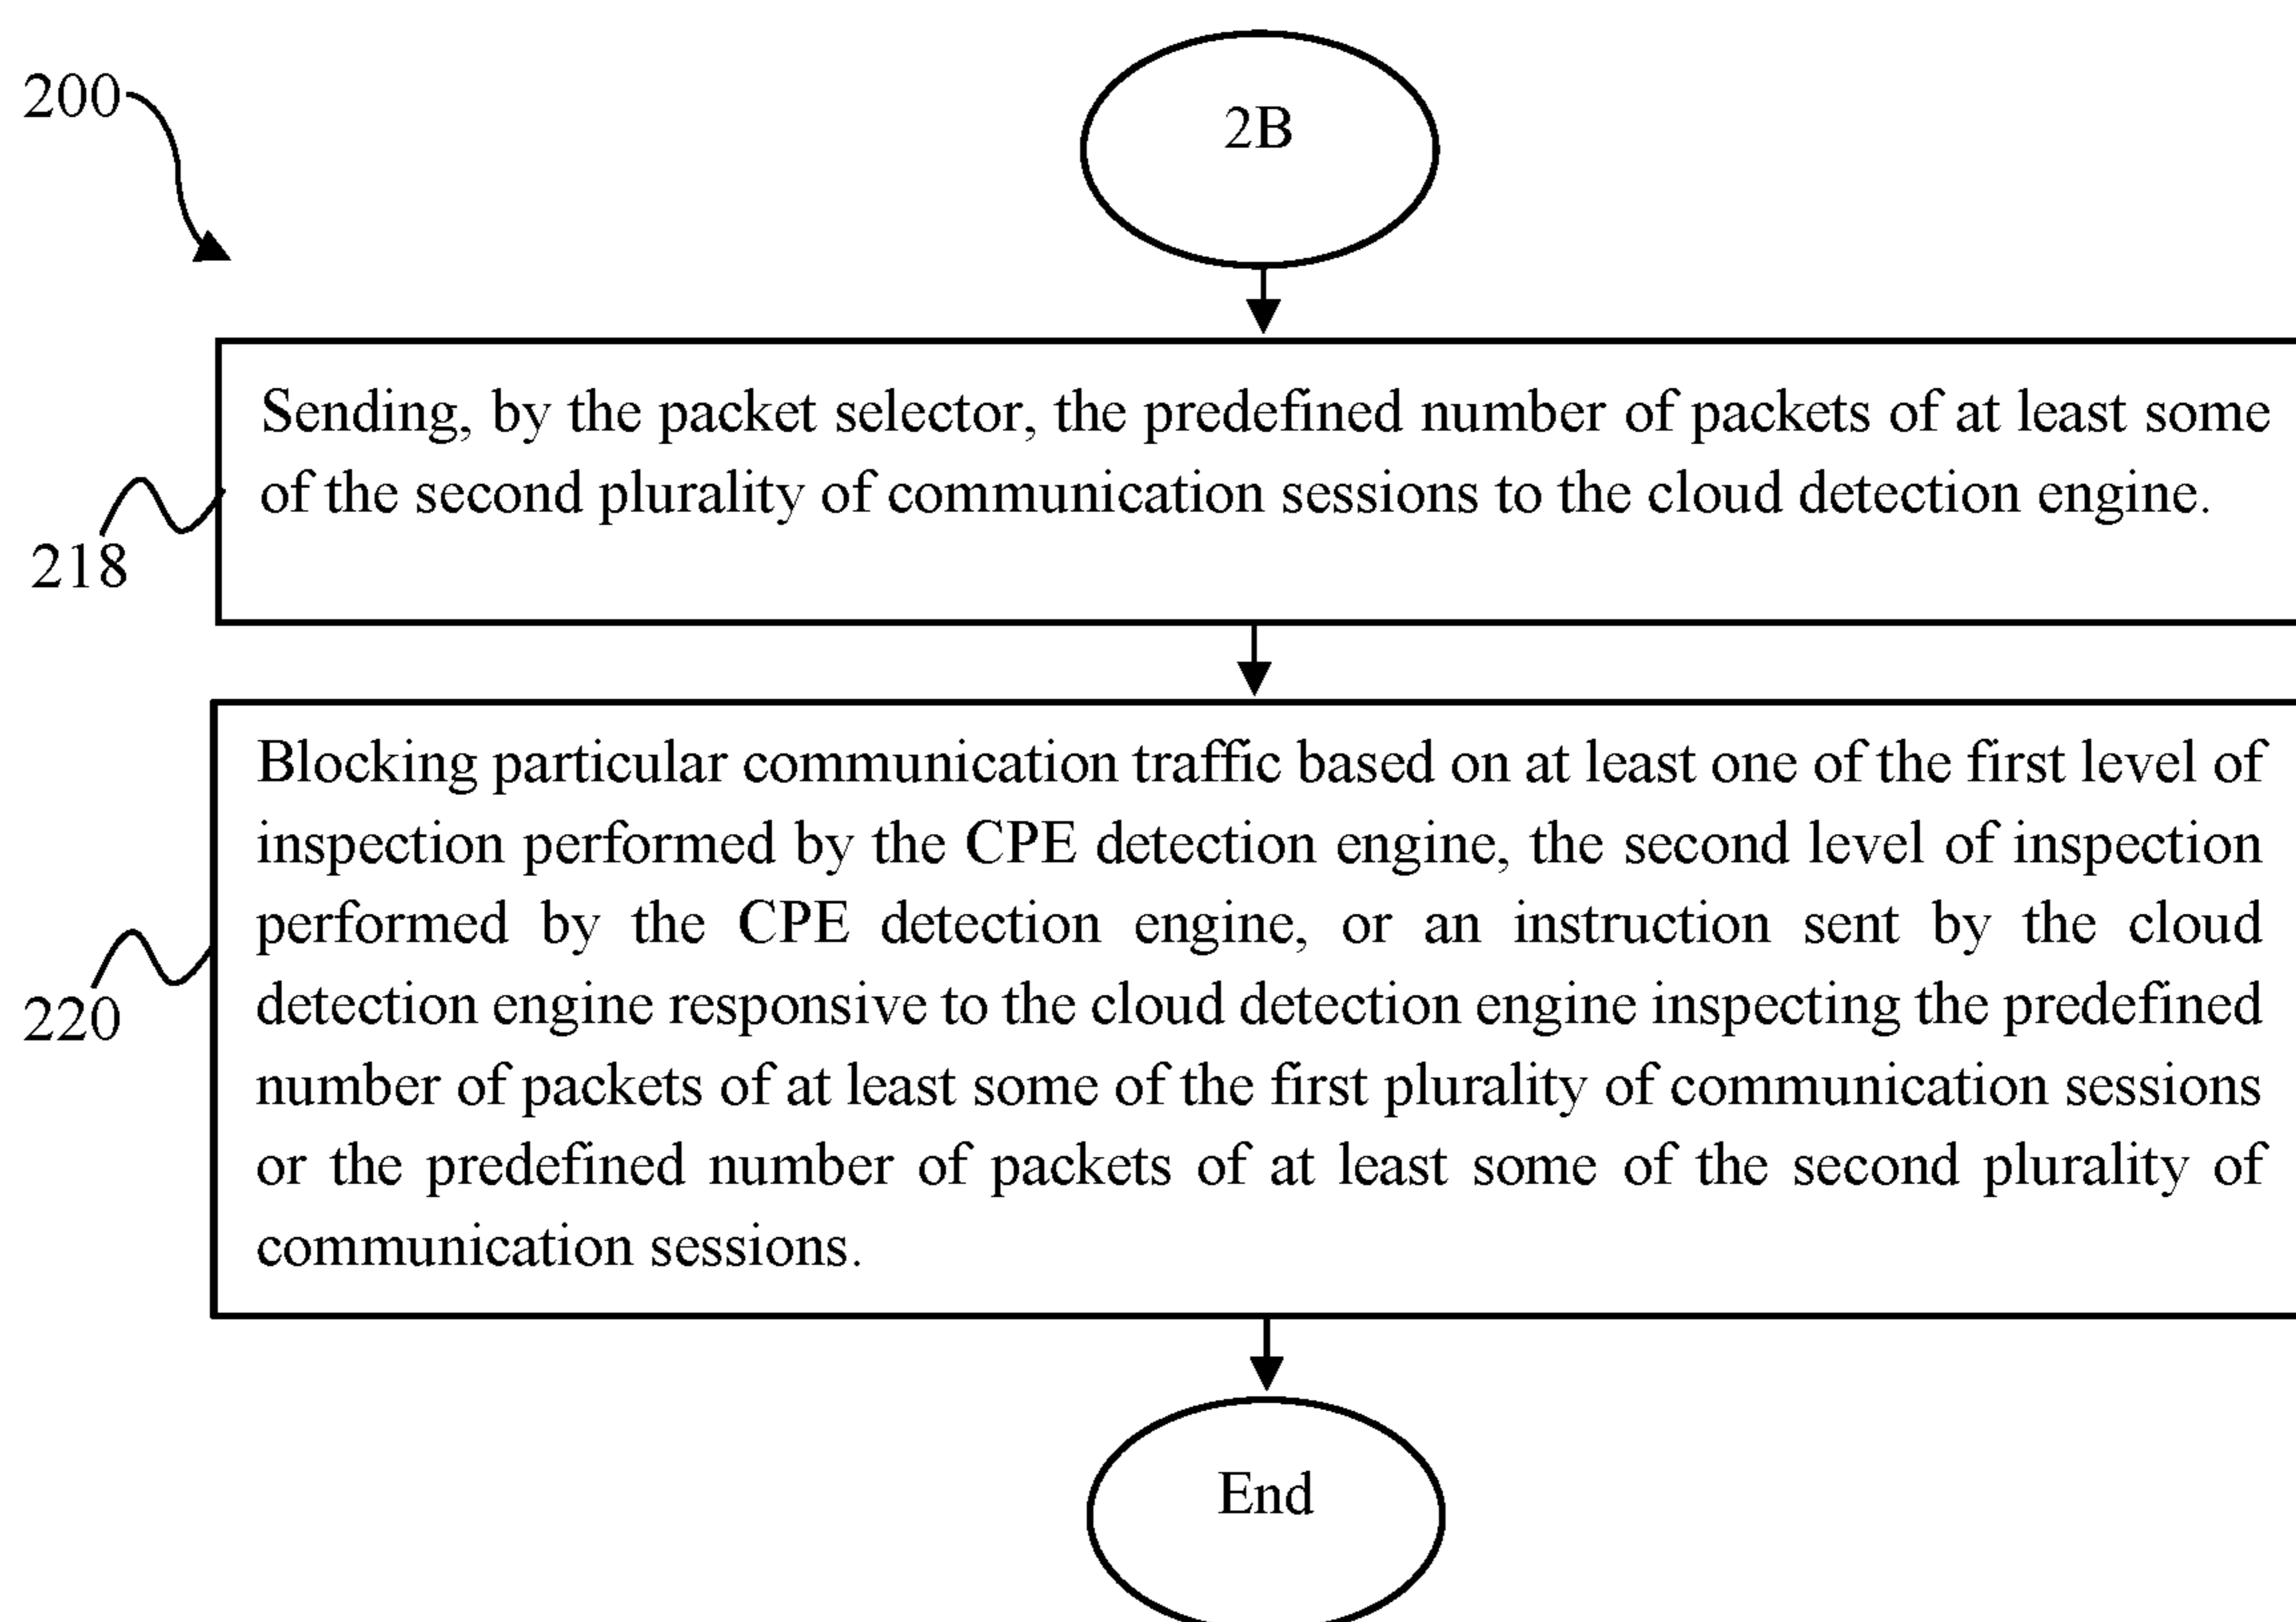 200
2B
Sending, by the packet selector, the predefined number of packets of at least some
of the second plurality of communication sessions to the cloud detection engine.
218
Blocking particular communication traffic based on at least one of the first level of
inspection performed by the CPE detection engine, the second level of inspection
performed by the CPE detection engine, or an instruction sent by the cloud
detection engine responsive to the cloud detection engine inspecting the predefined
number of packets of at least some of the first plurality of communication sessions
or the predefined number of packets of at least some of the second plurality of
communication sessions.
220
End